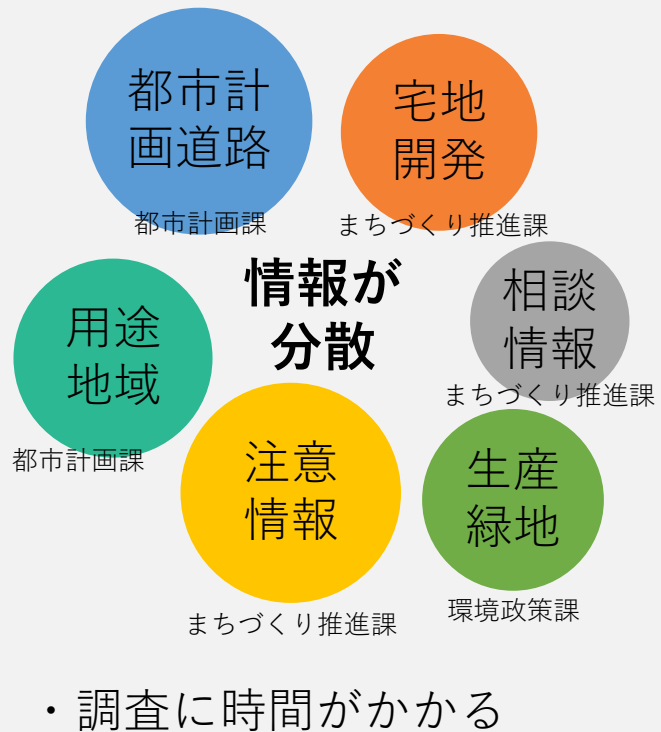 都市計
画道路
都市計画課
宅地
開発
まちづくり推進課
情報が
分散
相談
情報
まちづくり推進課
用途
地域
都市計画課
注意
情報
まちづくり推進課
生産
緑地
環境政策課
・調査に時間がかかる